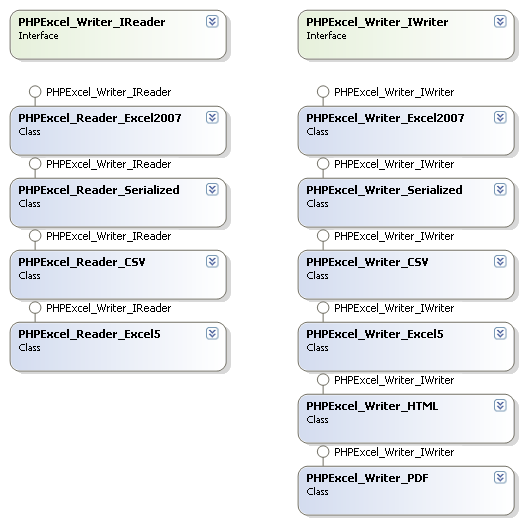 PHPExcel_Writer_IReader
Interface
PHPExcel_Writer_IReader
PHPExcel_Reader_Excel2007
Class
PHPExcel_Writer_IReader
PHPExcel_Reader_Serialized
Class
PHPExcel_Writer_IReader
PHPExcel_Reader_CSV
Class
PHPExcel_Writer_IReader
PHPExcel_Reader_Excel5
Class
PHPExcel_Writer_IWriter
Interface
PHPExcel_Writer_IWriter
PHPExcel_Writer_Excel2007
Class
PHPExcel_Writer_IWriter
PHPExcel_Writer_Serialized
Class
PHPExcel_Writer_IWriter
PHPExcel_Writer_CSV
Class
PHPExcel_Writer_IWriter
PHPExcel_Writer_Excel5
Class
PHPExcel_Writer_IWriter
PHPExcel_Writer_HTML
Class
PHPExcel_Writer_IWriter
PHPExcel_Writer_PDF
Class